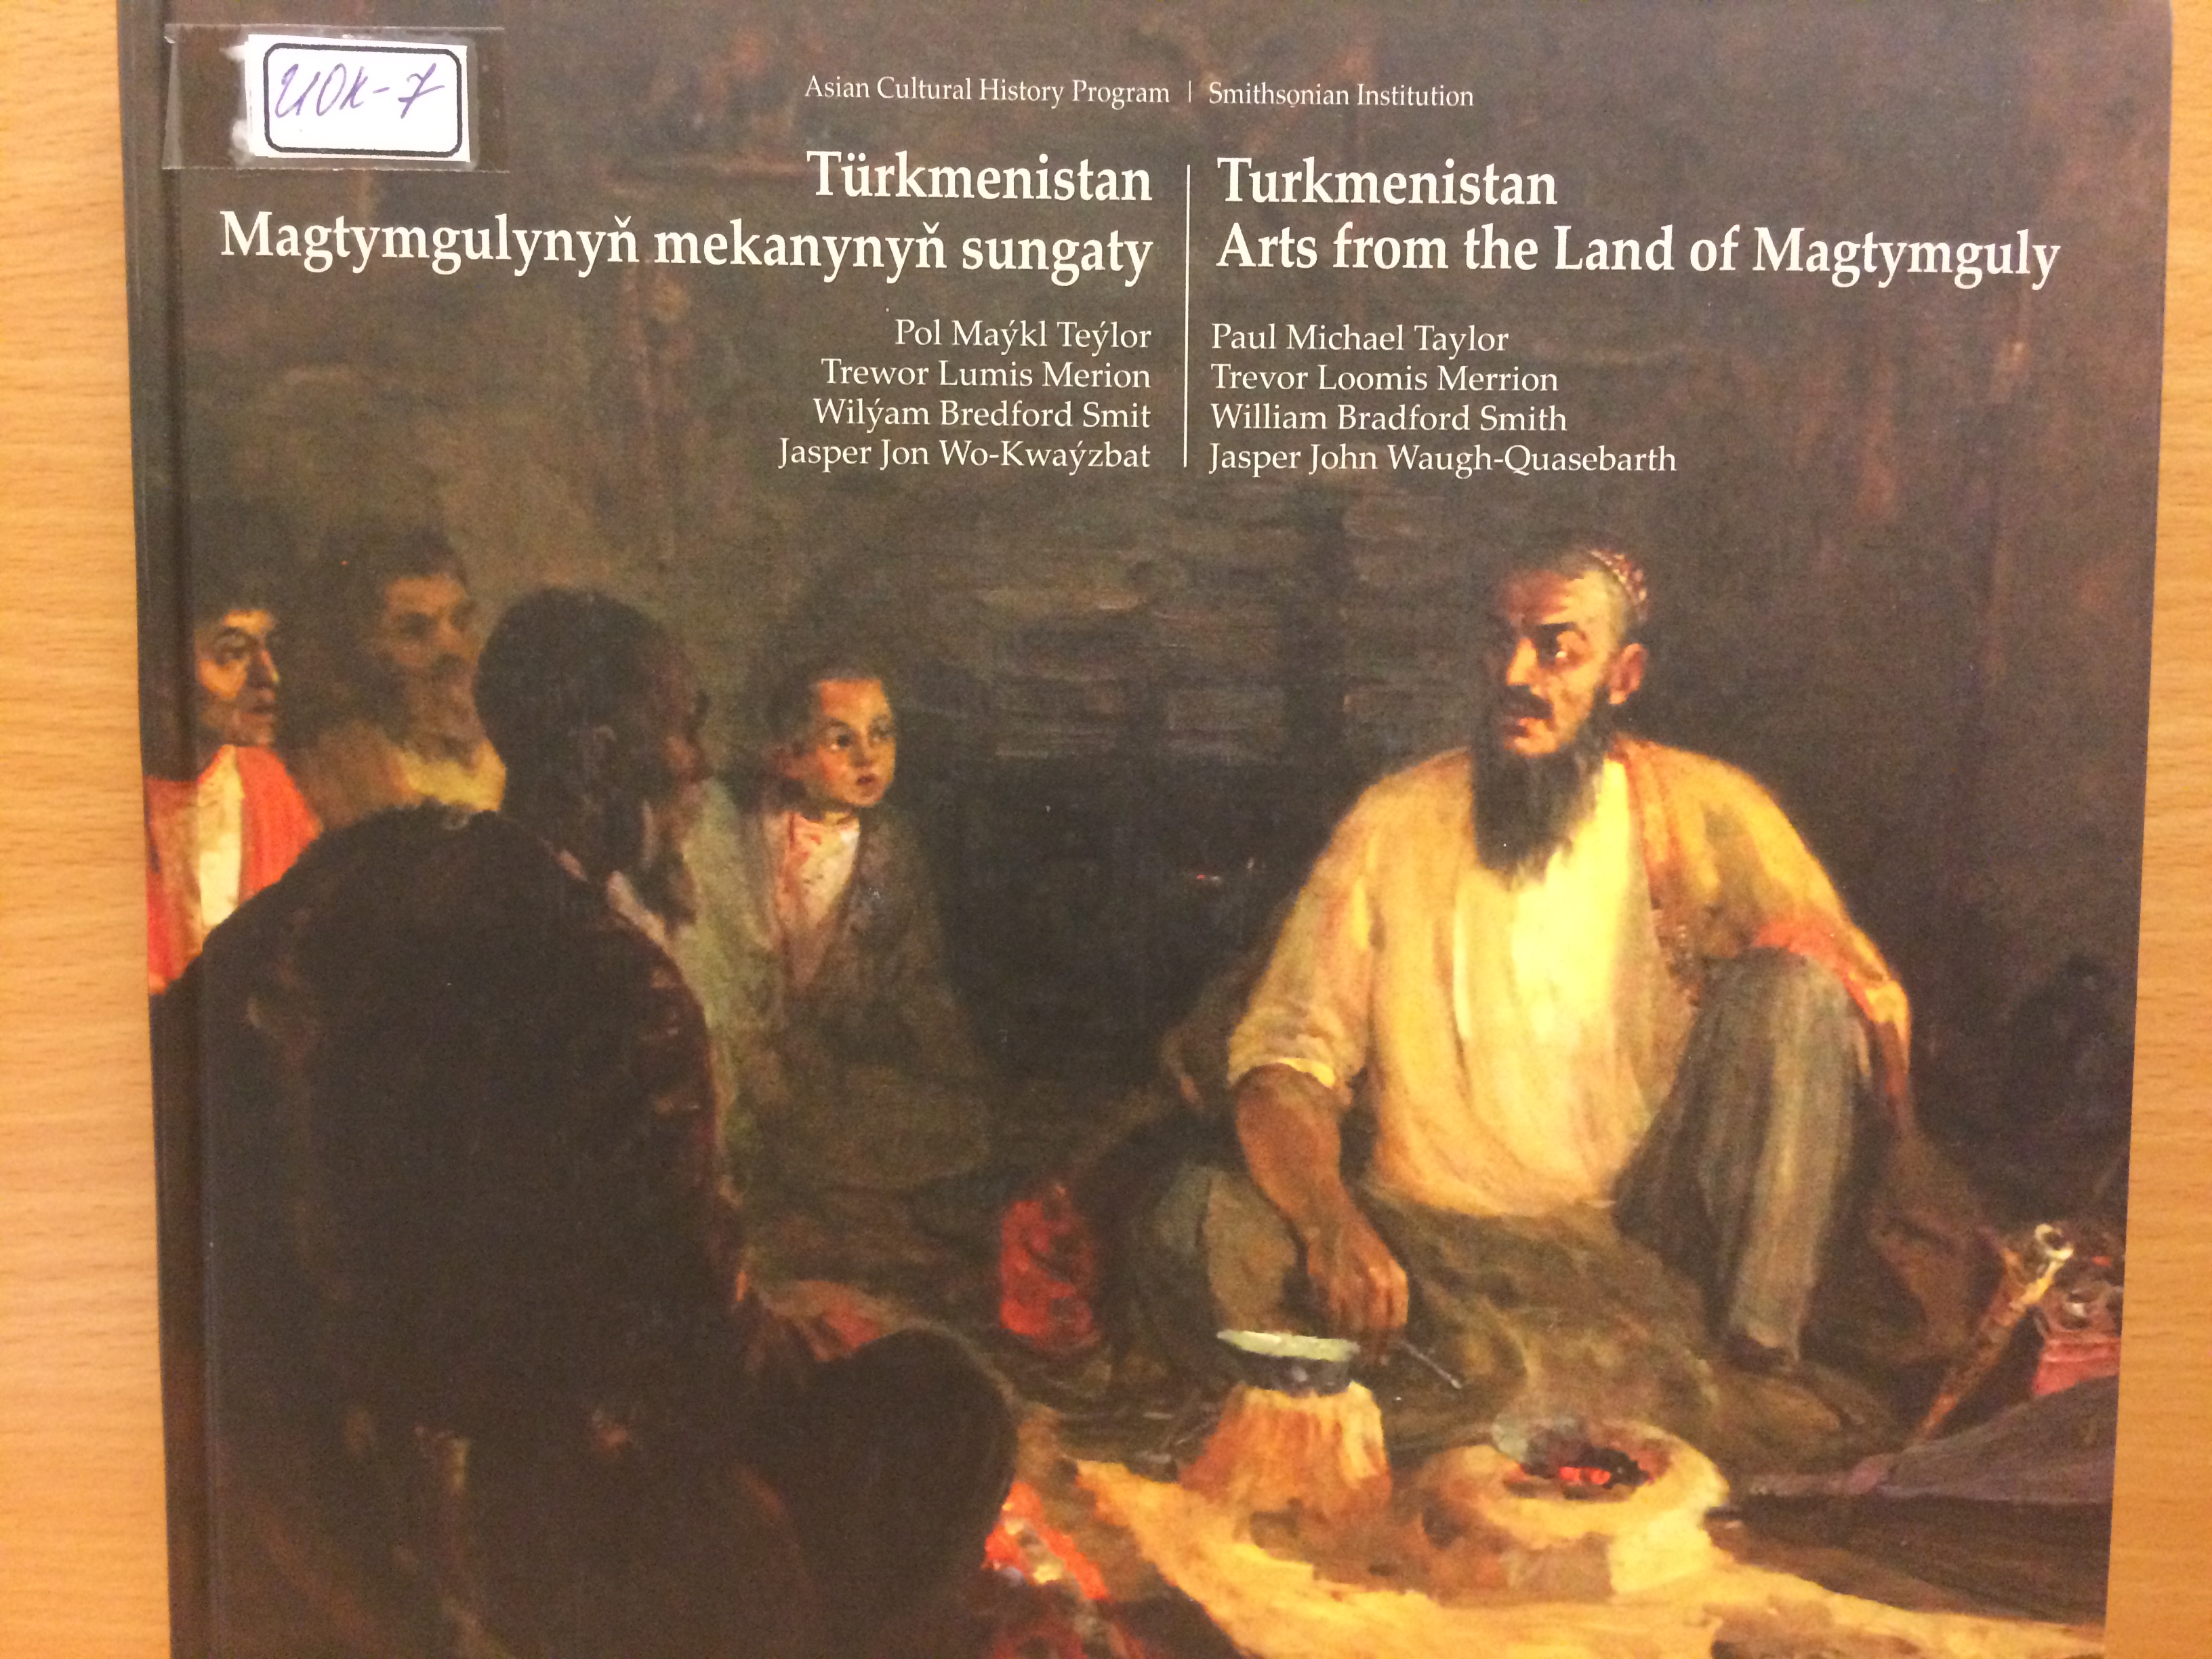 ИОК-7
Asian Cultural History Program | Smithsonian Institution
Türkmenistan
Magtymgulynyň mekanynyň sungaty
Pol Maýkl Teýlor
Trewor Lumis Merion
Wilýam Bredford Smit
Jasper Jon Wo-Kwaýzbat
Turkmenistan
Arts from the Land of Magtymguly
Paul Michael Taylor
Trevor Loomis Merrion
William Bradford Smith
Jasper John Waugh-Quasebarth